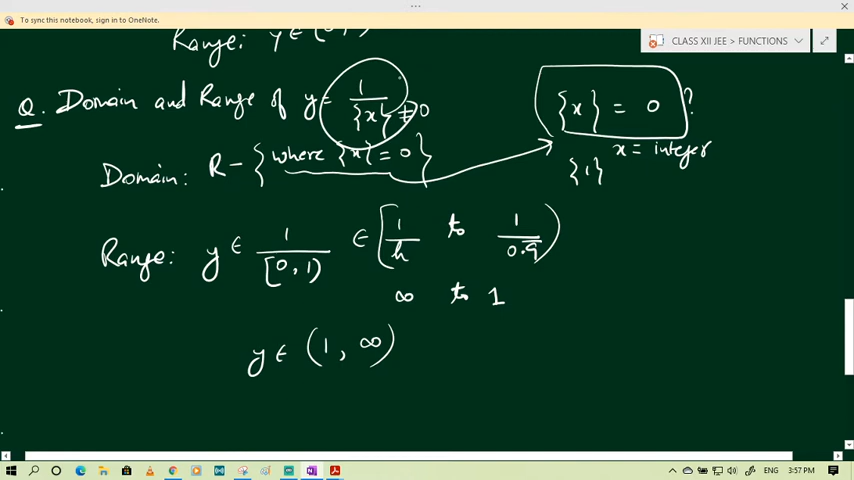 ...
To sync this notebook, sign in to OneNote.
CLASS XII JEE > FUNCTIONS
Range:
Q. Domain and Range of y = 1/{x} ≠ 0
{x} = 0 ?
x = integer
{1}
Domain: R - { where {x} = 0 }
Range: y ∈ 1/[0, 1) ∈ [1/h to 1/0.9̅)
∞ to 1
y ∈ (1, ∞)
ENG 3:57 PM